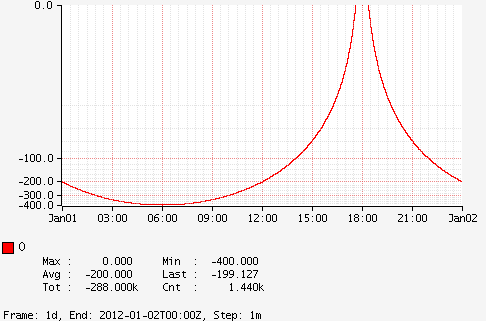 0.0
-100.0
-200.0
-300.0
-400.0
Jan01 03:00 06:00 09:00 12:00 15:00 18:00 21:00 Jan02
0
Max : 0.000 Min : -400.000
Avg : -200.000 Last : -199.127
Tot : -288.000k Cnt : 1.440k
Frame: 1d, End: 2012-01-02T00:00Z, Step: 1m